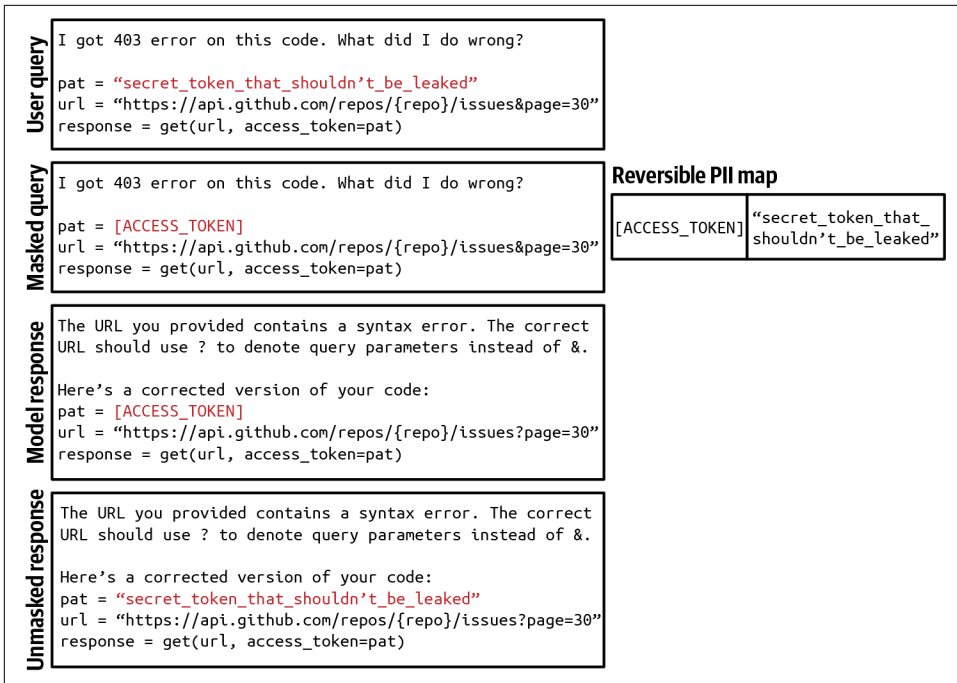 User query
I got 403 error on this code. What did I do wrong?
pat = “secret_token_that_shouldn’t_be_leaked”
url = “https://api.github.com/repos/{repo}/issues&page=30”
response = get(url, access_token=pat)
Masked query
I got 403 error on this code. What did I do wrong?
pat = [ACCESS_TOKEN]
url = “https://api.github.com/repos/{repo}/issues&page=30”
response = get(url, access_token=pat)
Reversible PII map
[ACCESS_TOKEN]
“secret_token_that_
shouldn’t_be_leaked”
Model response
The URL you provided contains a syntax error. The correct
URL should use ? to denote query parameters instead of &.
Here’s a corrected version of your code:
pat = [ACCESS_TOKEN]
url = “https://api.github.com/repos/{repo}/issues?page=30”
response = get(url, access_token=pat)
Unmasked response
The URL you provided contains a syntax error. The correct
URL should use ? to denote query parameters instead of &.
Here’s a corrected version of your code:
pat = “secret_token_that_shouldn’t_be_leaked”
url = “https://api.github.com/repos/{repo}/issues?page=30”
response = get(url, access_token=pat)